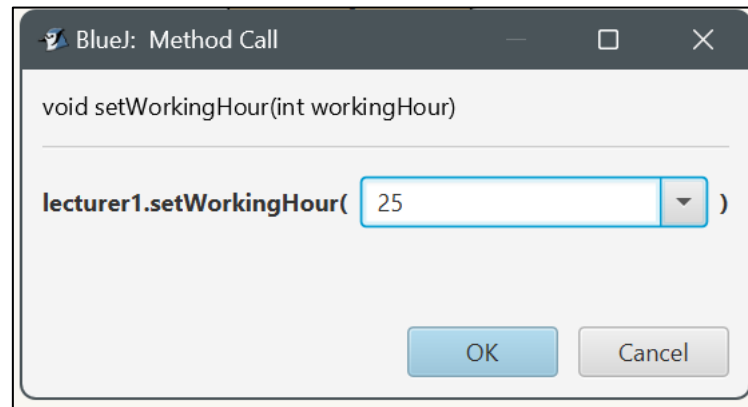 BlueJ: Method Call
void setWorkingHour(int workingHour)
lecturer1.setWorkingHour( 25 )
OK Cancel